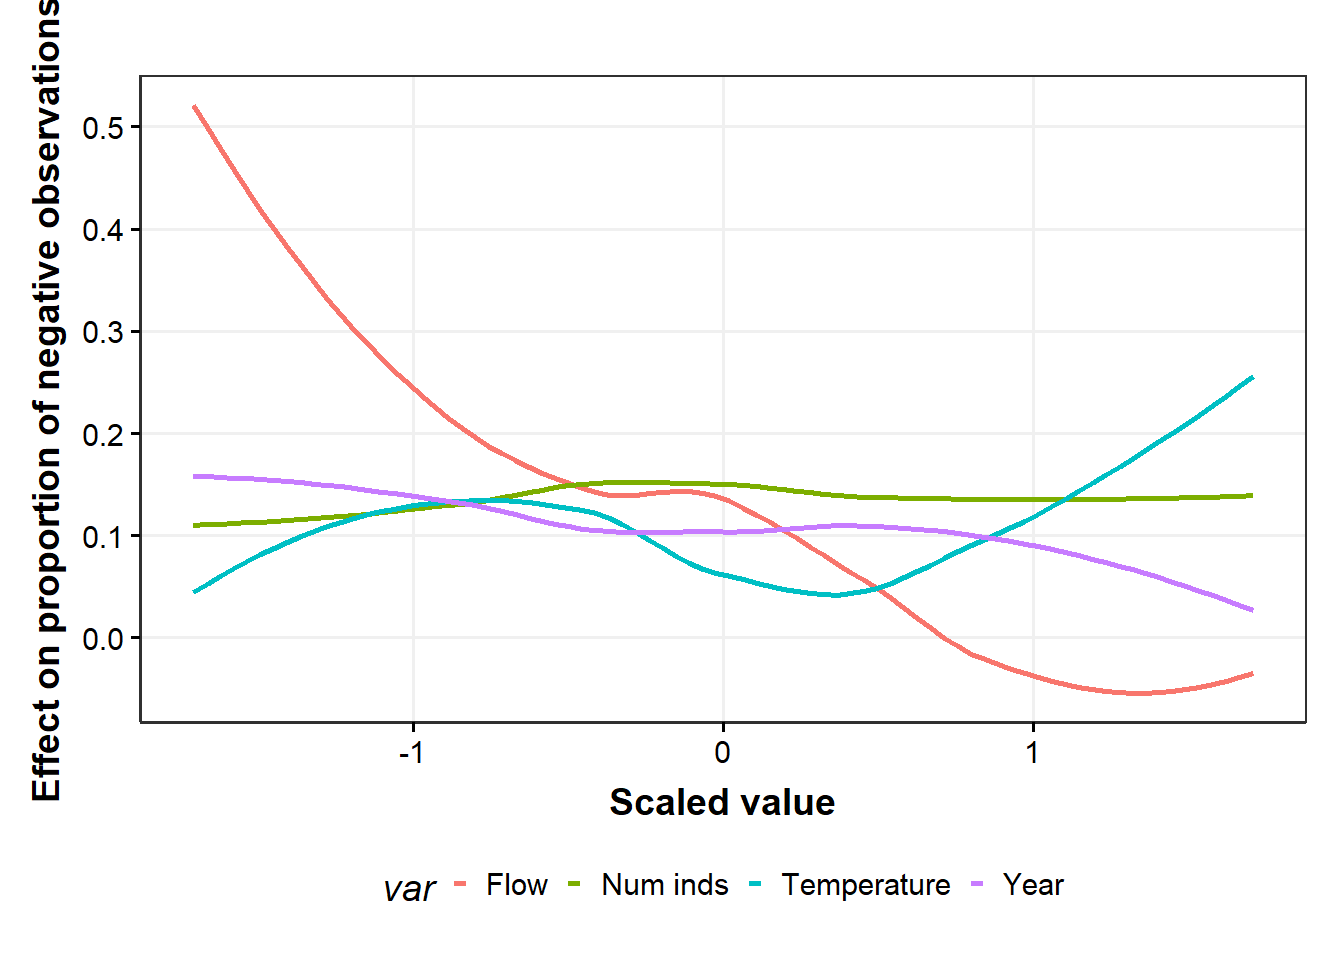 Effect on proportion of negative observations
0.5
0.4
0.3
0.2
0.1
0.0
-1 0 1
Scaled value
var Flow Num inds Temperature Year